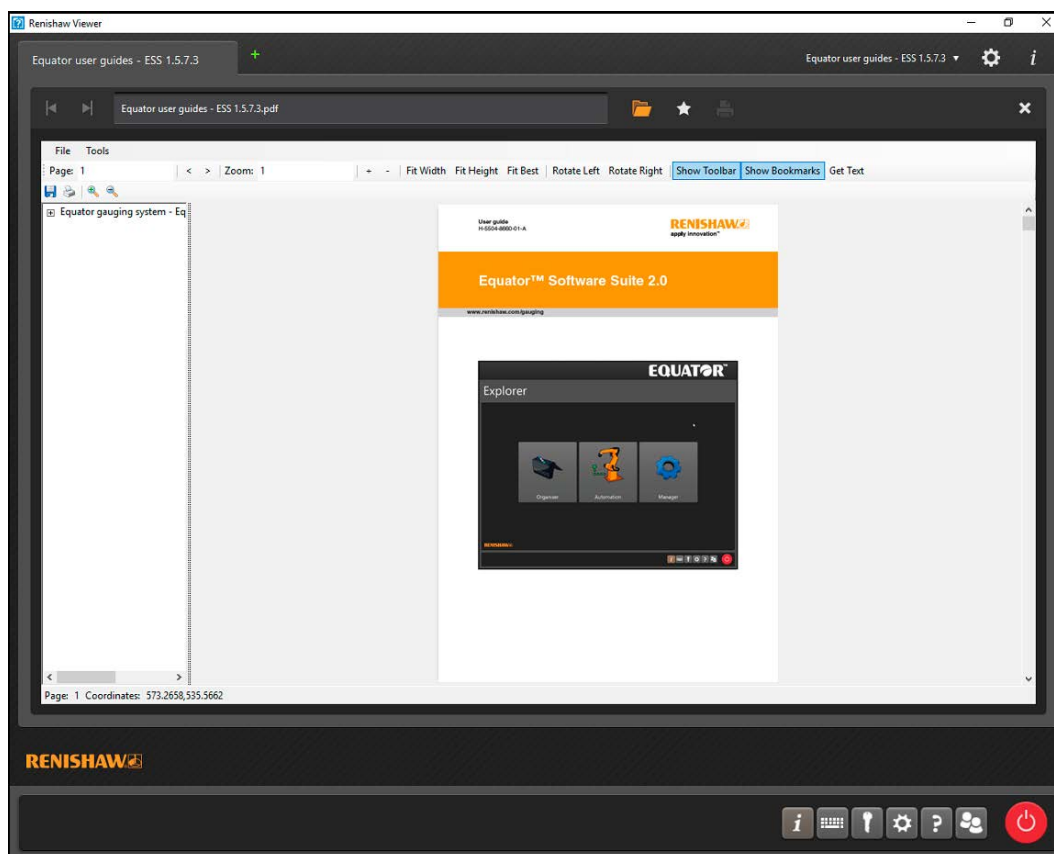 Renishaw Viewer
Equator user guides - ESS 1.5.7.3
+
Equator user guides - ESS 1.5.7.3
i
Equator user guides - ESS 1.5.7.3.pdf
File Tools
Page: 1 < > Zoom: 1 + - Fit Width Fit Height Fit Best Rotate Left Rotate Right Show Toolbar Show Bookmarks Get Text
Equator gauging system - Eq
User guide
H-5504-8680-01-A
RENISHAW
apply innovation™
Equator™ Software Suite 2.0
www.renishaw.com/gauging
EQUATOR™
Explorer
Organiser Automation Manager
RENISHAW
Page: 1 Coordinates: 573.2658,535.5662
RENISHAW
i ?